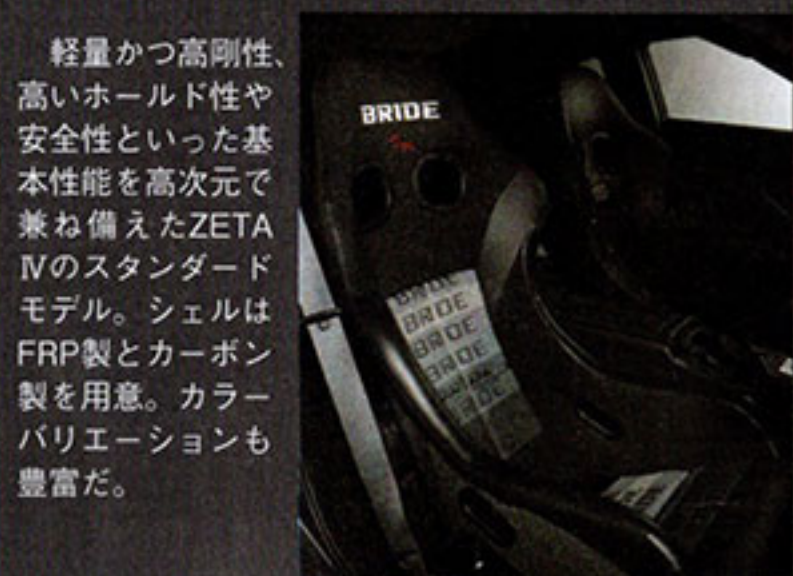 軽量かつ高剛性、
高いホールド性や
安全性といった基
本性能を高次元で
兼ね備えたZETA
Ⅳのスタンダード
モデル。シェルは
FRP製とカーボン
製を用意。カラー
バリエーションも
豊富だ。
BRIDE
BRIDE
BRIDE
BRIDE
BRIDE